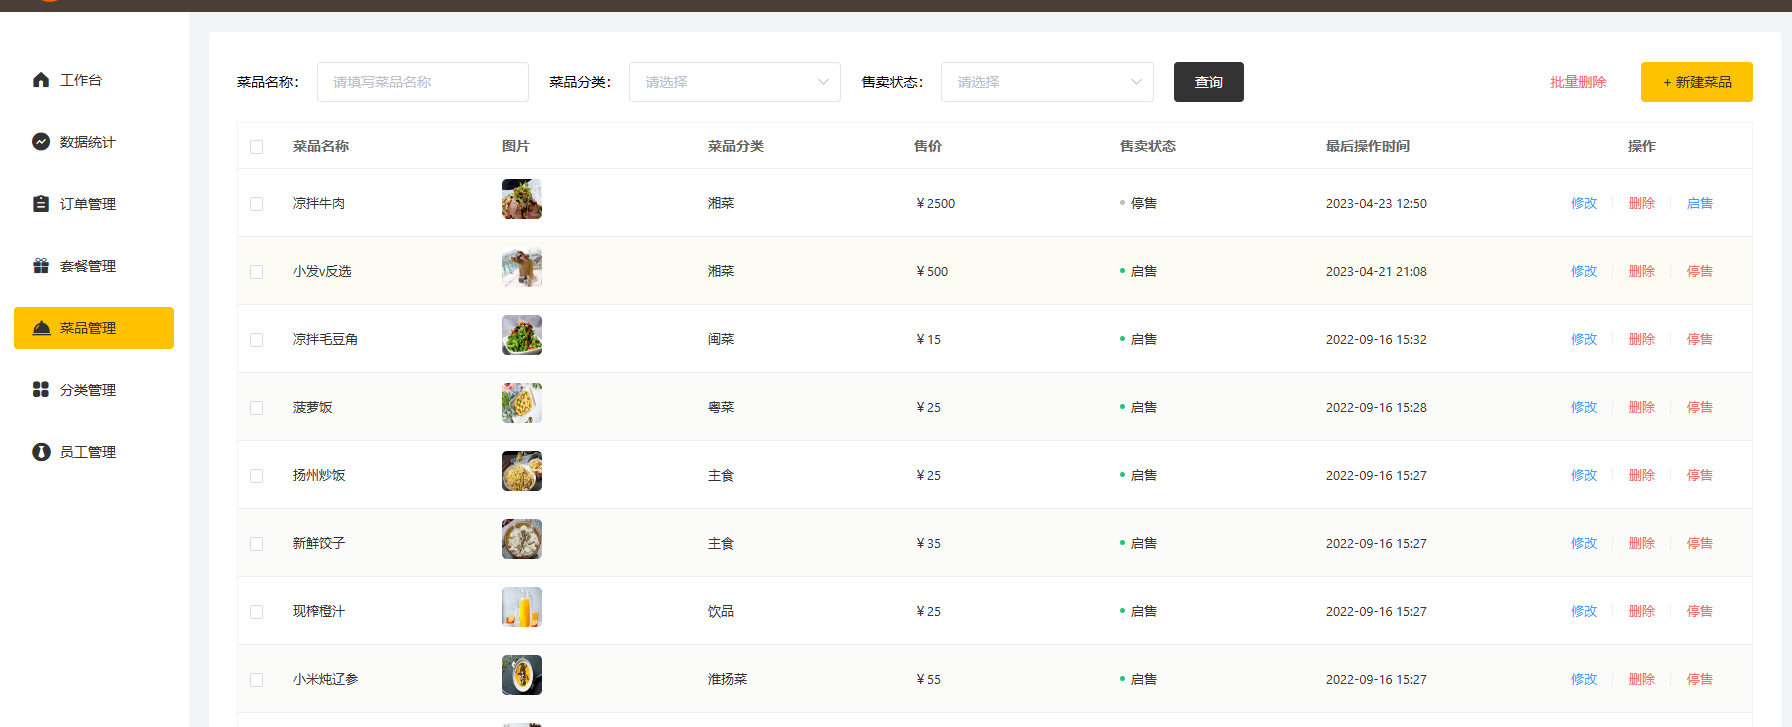 工作台
数据统计
订单管理
套餐管理
菜品管理
分类管理
员工管理
菜品名称: 请填写菜品名称 菜品分类: 请选择 售卖状态: 请选择 查询 批量删除 + 新建菜品
菜品名称 图片 菜品分类 售价 售卖状态 最后操作时间 操作
凉拌牛肉 湘菜 ¥2500 停售 2023-04-23 12:50 修改 删除 启售
小发v反选 湘菜 ¥500 启售 2023-04-21 21:08 修改 删除 停售
凉拌毛豆角 闽菜 ¥15 启售 2022-09-16 15:32 修改 删除 停售
菠萝饭 粤菜 ¥25 启售 2022-09-16 15:28 修改 删除 停售
扬州炒饭 主食 ¥25 启售 2022-09-16 15:27 修改 删除 停售
新鲜饺子 主食 ¥35 启售 2022-09-16 15:27 修改 删除 停售
现榨橙汁 饮品 ¥25 启售 2022-09-16 15:27 修改 删除 停售
小米炖辽参 淮扬菜 ¥55 启售 2022-09-16 15:27 修改 删除 停售